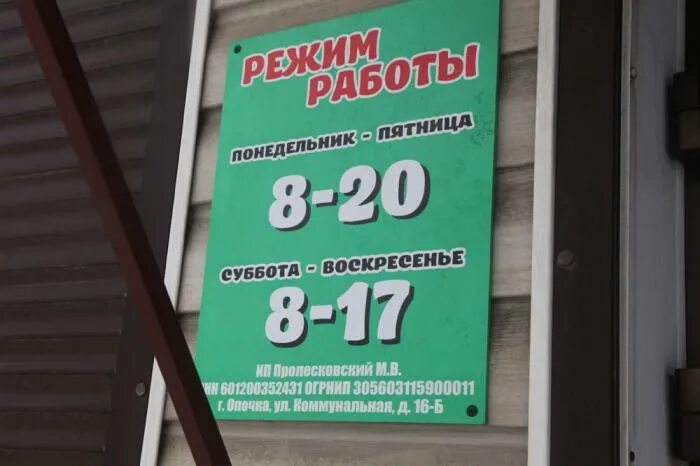 РЕЖИМ
РАБОТЫ
ПОНЕДЕЛЬНИК - ПЯТНИЦА
8-20
СУББОТА - ВОСКРЕСЕНЬЕ
8-17
ИП Пролесковский М.В.
ИНН 601200352431 ОГРНИП 305603115900011
г. Опочка, ул. Коммунальная, д. 16-Б